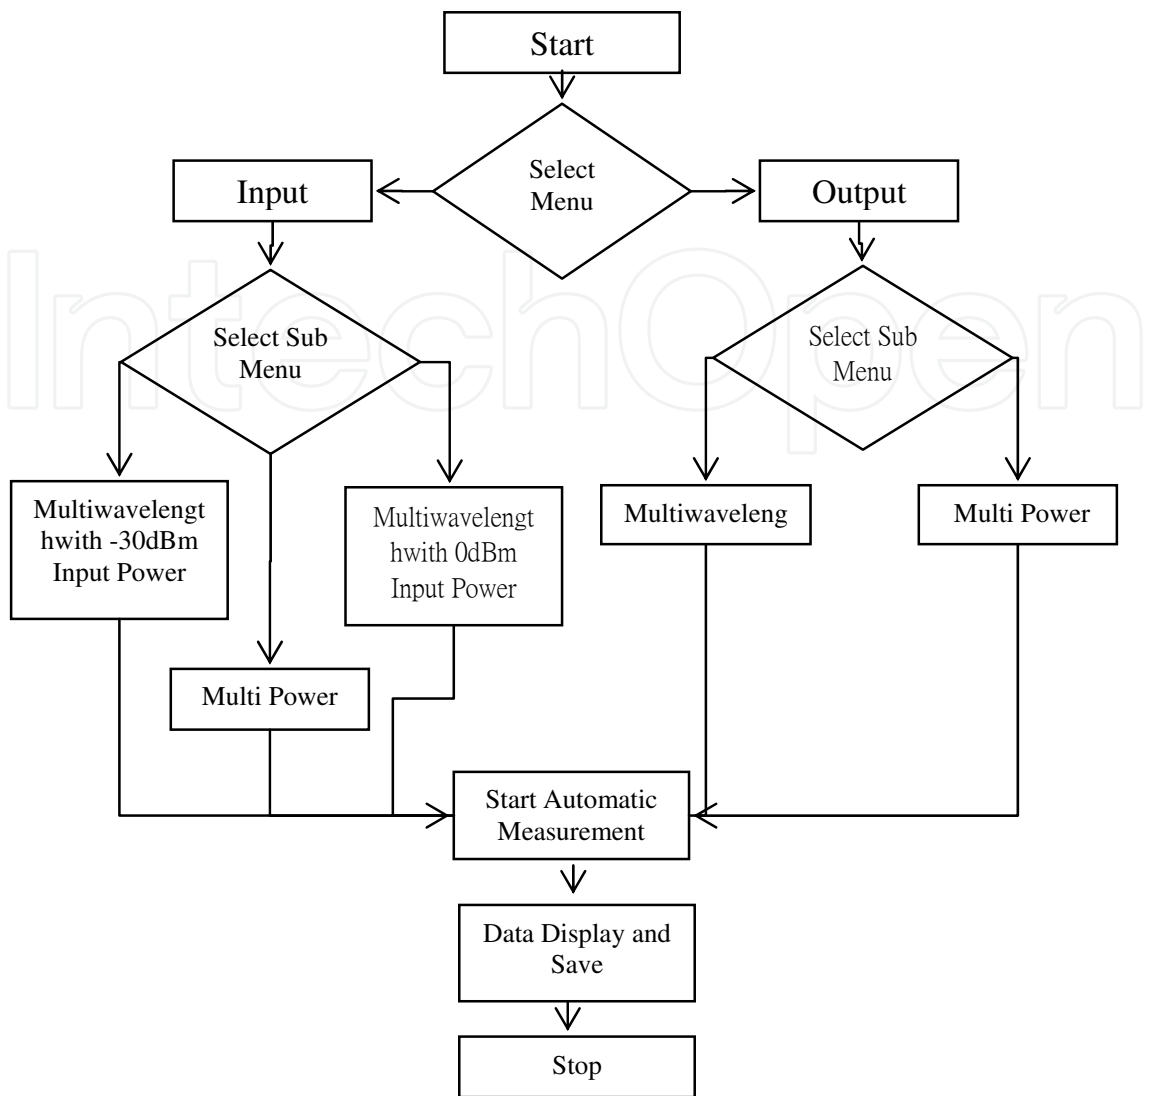 Start
Select
Menu
Input
Output
Select Sub
Menu
Select Sub
Menu
Multiwavelengt
hwith -30dBm
Input Power
Multiwavelengt
hwith 0dBm
Input Power
Multiwaveleng
Multi Power
Multi Power
Start Automatic
Measurement
Data Display and
Save
Stop
IntechOpen